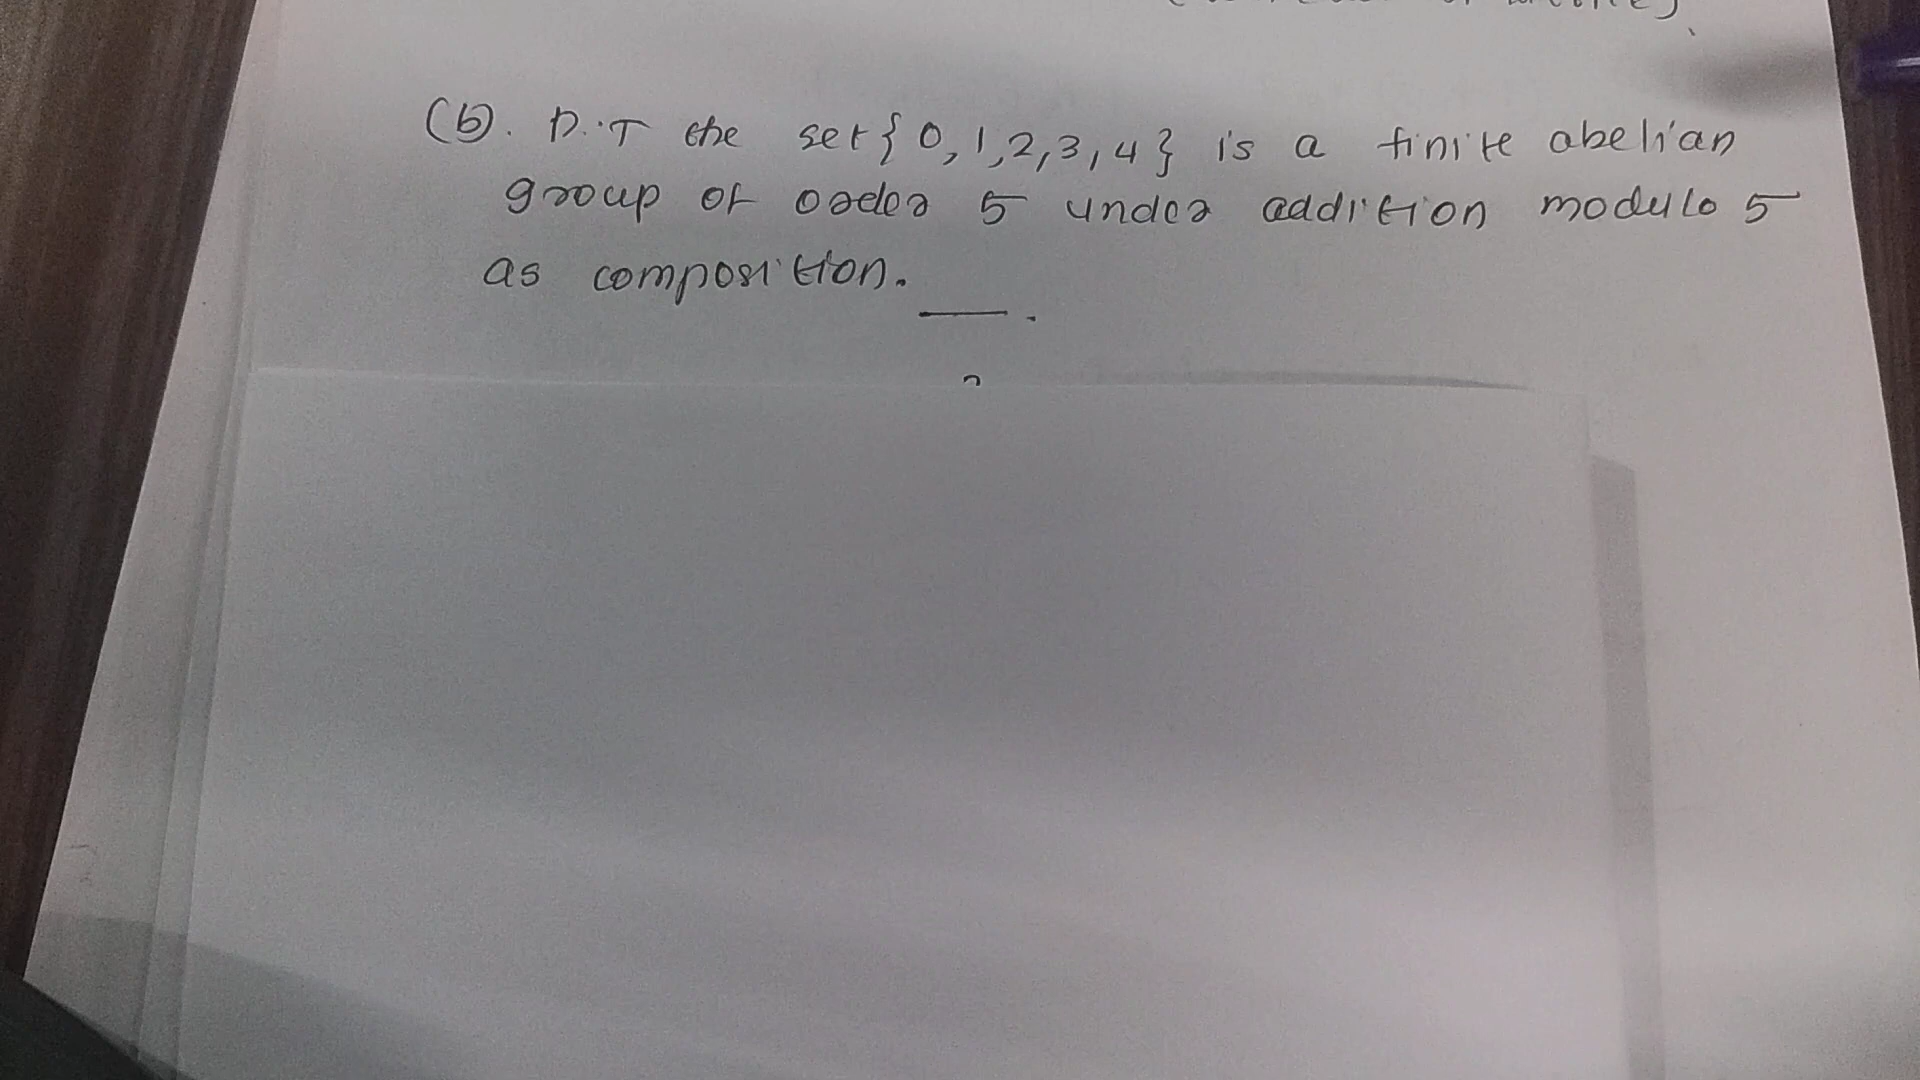 (b). P.T the set { 0, 1, 2, 3, 4 } is a finite abelian
group of order 5 under addition modulo 5
as composition.